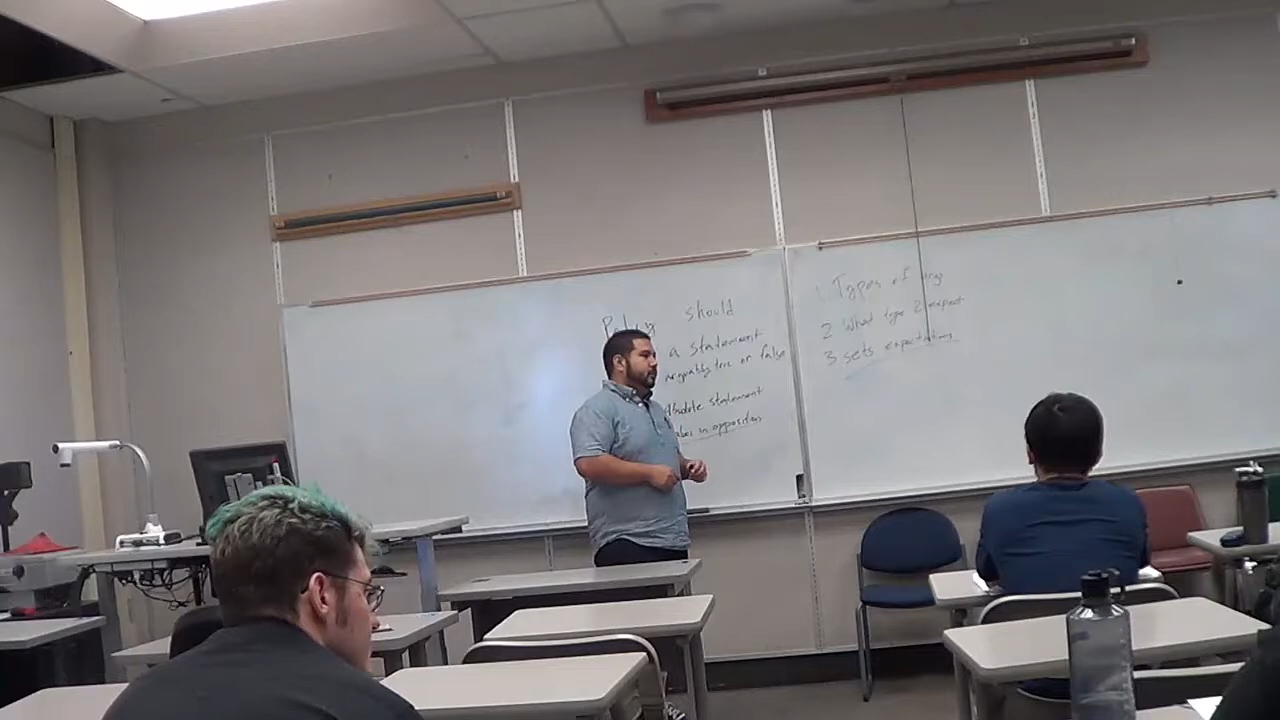 Policy should
a statement
arguably true or false
absolute statement
in opposition
1 Types of args
2 What type 2 expect
3 sets expectations